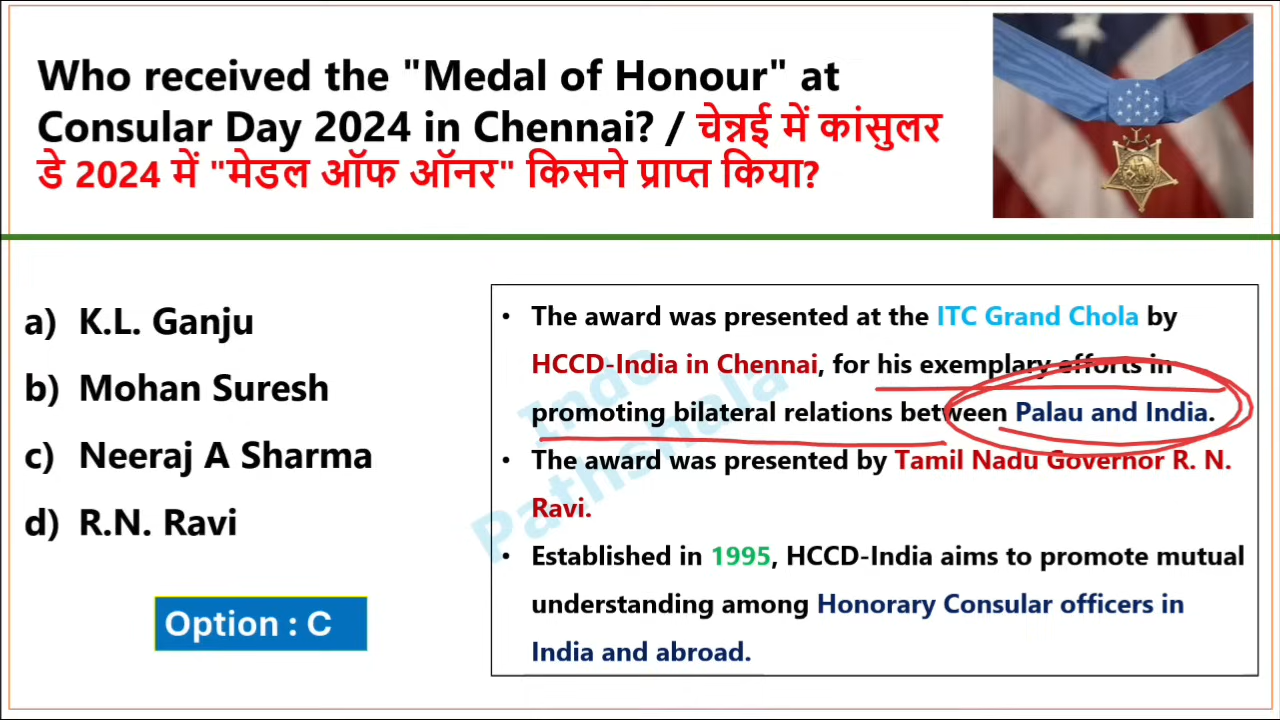 Who received the "Medal of Honour" at
Consular Day 2024 in Chennai? / चेन्नई में कांसुलर
डे 2024 में "मेडल ऑफ ऑनर" किसने प्राप्त किया?
a) K.L. Ganju
b) Mohan Suresh
c) Neeraj A Sharma
d) R.N. Ravi
Option : C
• The award was presented at the ITC Grand Chola by
HCCD-India in Chennai, for his exemplary efforts in
promoting bilateral relations between Palau and India.
• The award was presented by Tamil Nadu Governor R. N.
Ravi.
• Established in 1995, HCCD-India aims to promote mutual
understanding among Honorary Consular officers in
India and abroad.
Indo
Pathshala